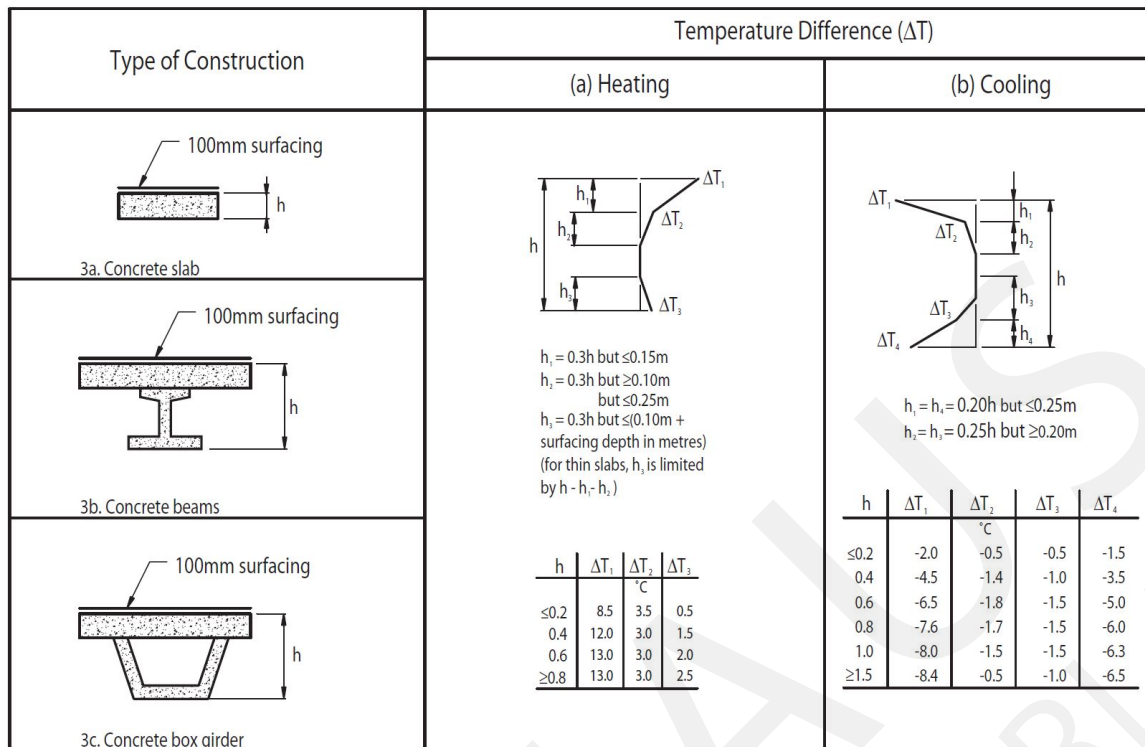 Type of Construction
Temperature Difference (ΔT)
(a) Heating
(b) Cooling
100mm surfacing
h
3a. Concrete slab
100mm surfacing
h
3b. Concrete beams
100mm surfacing
h
3c. Concrete box girder
h
h₁
h₂
h₃
ΔT₁
ΔT₂
ΔT₃
h₁ = 0.3h but ≤0.15m
h₂ = 0.3h but ≥0.10m
but ≤0.25m
h₃ = 0.3h but ≤(0.10m +
surfacing depth in metres)
(for thin slabs, h₃ is limited
by h - h₁- h₂ )
h ΔT₁ ΔT₂ ΔT₃
˚C
≤0.2 8.5 3.5 0.5
0.4 12.0 3.0 1.5
0.6 13.0 3.0 2.0
≥0.8 13.0 3.0 2.5
ΔT₁
ΔT₂
ΔT₃
ΔT₄
h₁
h₂
h₃
h₄
h
h₁ = h₄ = 0.20h but ≤0.25m
h₂ = h₃ = 0.25h but ≥0.20m
h ΔT₁ ΔT₂ ΔT₃ ΔT₄
˚C
≤0.2 -2.0 -0.5 -0.5 -1.5
0.4 -4.5 -1.4 -1.0 -3.5
0.6 -6.5 -1.8 -1.5 -5.0
0.8 -7.6 -1.7 -1.5 -6.0
1.0 -8.0 -1.5 -1.5 -6.3
≥1.5 -8.4 -0.5 -1.0 -6.5